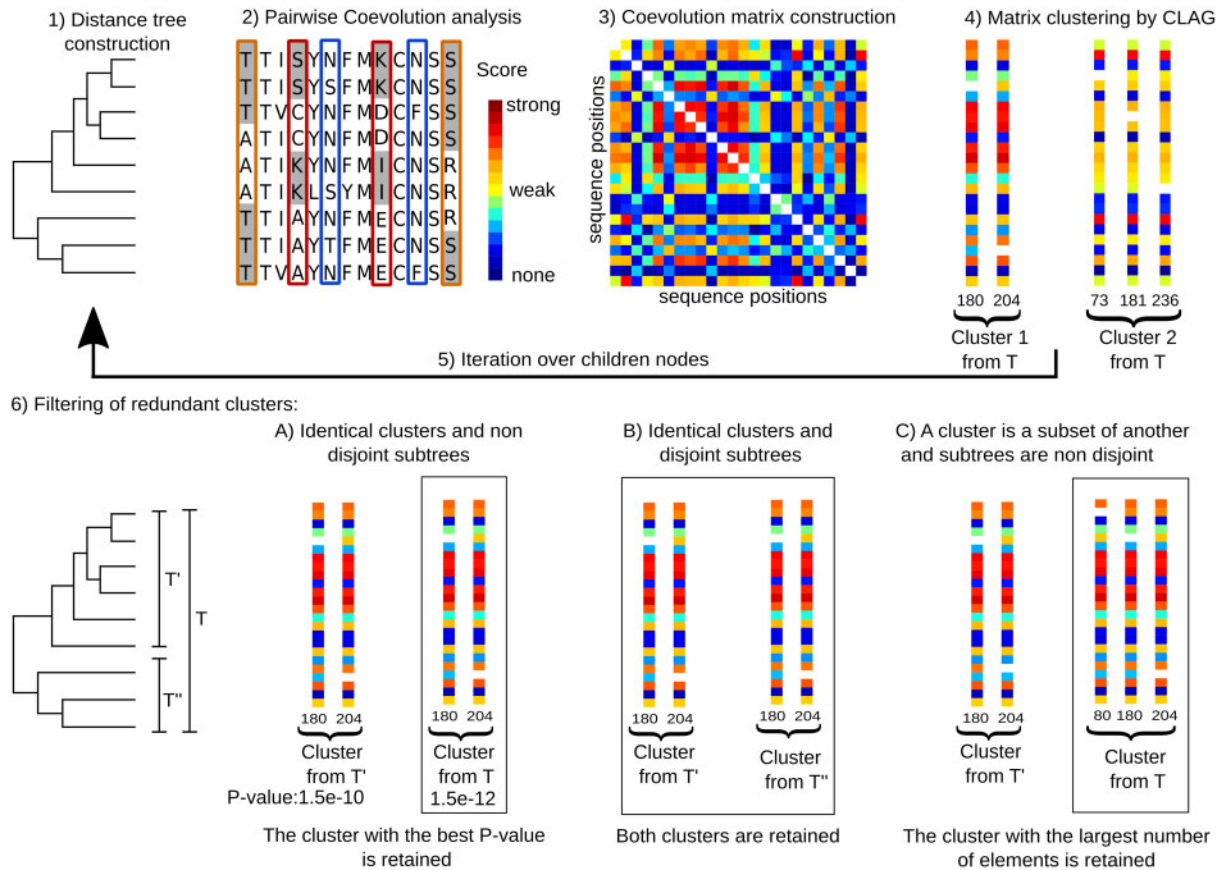 1) Distance tree
construction
2) Pairwise Coevolution analysis
3) Coevolution matrix construction
4) Matrix clustering by CLAG
T T I S Y N F M K C N S S
T T I S Y S F M K C N S S
T T V C Y N F M D C F S S
A T I C Y N F M D C N S S
A T I K Y N F M I C N S R
A T I K L S Y M I C N S R
T T I A Y N F M E C N S R
T T I A Y T F M E C N S S
T T V A Y N F M E C F S S
Score
strong
weak
none
sequence positions
sequence positions
180 204
Cluster 1
from T
73 181 236
Cluster 2
from T
5) Iteration over children nodes
6) Filtering of redundant clusters:
T'
T
T"
A) Identical clusters and non
disjoint subtrees
180 204
Cluster
from T'
180 204
Cluster
from T
P-value:1.5e-10
1.5e-12
The cluster with the best P-value
is retained
B) Identical clusters and
disjoint subtrees
180 204
Cluster
from T'
180 204
Cluster
from T"
Both clusters are retained
C) A cluster is a subset of another
and subtrees are non disjoint
180 204
Cluster
from T'
80 180 204
Cluster
from T
The cluster with the largest number
of elements is retained